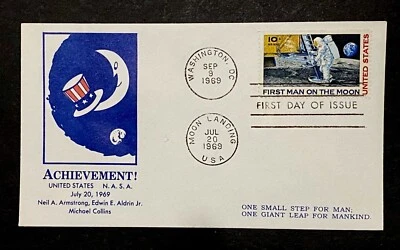 WASHINGTON, DC
SEP
9
1969
10¢
FIRST MAN ON THE MOON
UNITED STATES
FIRST DAY OF ISSUE
MOON LANDING
JUL
20
1969
USA
ACHIEVEMENT!
UNITED STATES N. A. S. A.
July 20, 1969
Neil A. Armstrong, Edwin E. Aldrin Jr.
Michael Collins
ONE SMALL STEP FOR MAN;
ONE GIANT LEAP FOR MANKIND.